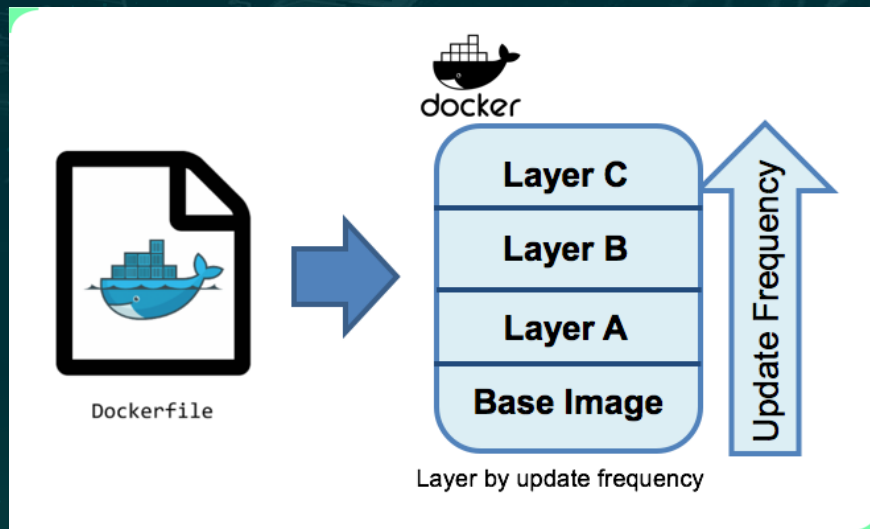 docker
Layer C
Layer B
Layer A
Base Image
Update Frequency
Dockerfile
Layer by update frequency